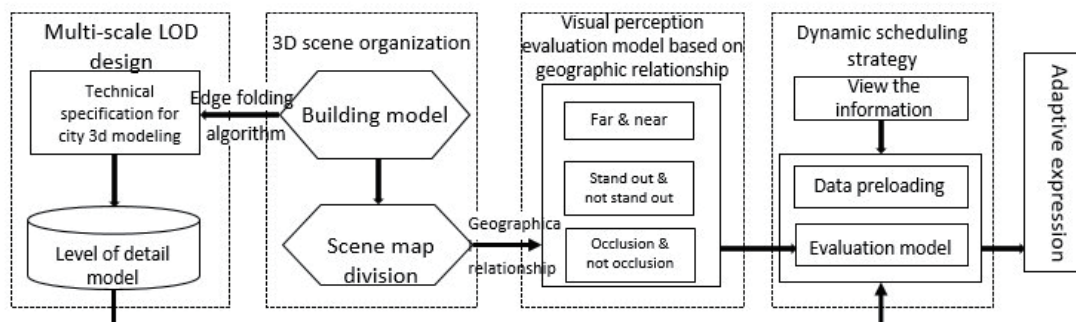 Multi-scale LOD
design
Technical
specification for
city 3d modeling
Level of detail
model
Edge folding
algorithm
3D scene organization
Building model
Scene map
division
Geographica
relationship
Visual perception
evaluation model based on
geographic relationship
Far & near
Stand out &
not stand out
Occlusion &
not occlusion
Dynamic scheduling
strategy
View the
information
Data preloading
Evaluation model
Adaptive expression